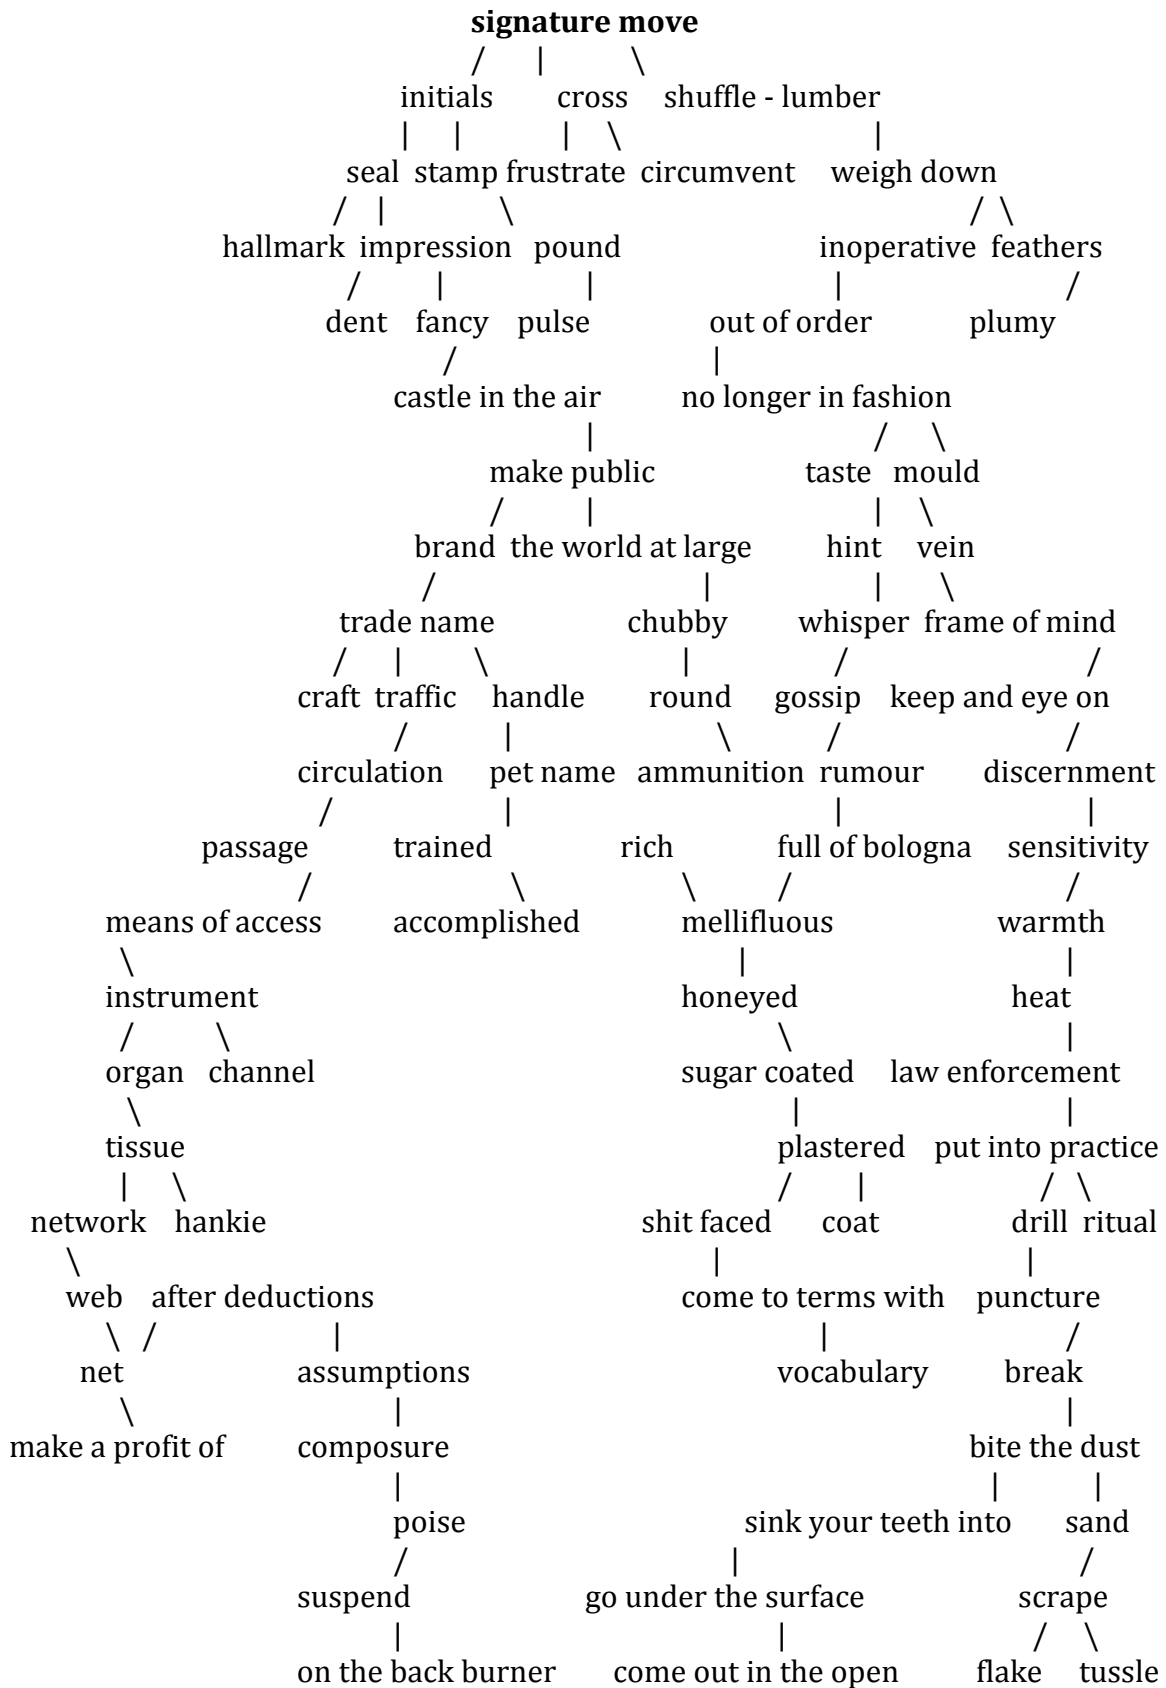 signature move
/ | \
initials cross shuffle - lumber
| | | \ |
seal stamp frustrate circumvent weigh down
/ | \ / \
hallmark impression pound inoperative feathers
/ | | | /
dent fancy pulse out of order plumy
/ |
castle in the air no longer in fashion
| / \
make public taste mould
/ | | \
brand the world at large hint vein
/ | | \
trade name chubby whisper frame of mind
/ | \ | / /
craft traffic handle round gossip keep and eye on
/ | \ / /
circulation pet name ammunition rumour discernment
/ | | |
passage trained rich full of bologna sensitivity
/ \ \ / /
means of access accomplished mellifluous warmth
\ | |
instrument honeyed heat
/ \ \ |
organ channel sugar coated law enforcement
\ | |
tissue plastered put into practice
| \ / | / \
network hankie shit faced coat drill ritual
\ | |
web after deductions come to terms with puncture
\ / | | /
net assumptions vocabulary break
\ | |
make a profit of composure bite the dust
| | |
poise sink your teeth into sand
/ | /
suspend go under the surface scrape
| | / \
on the back burner come out in the open flake tussle